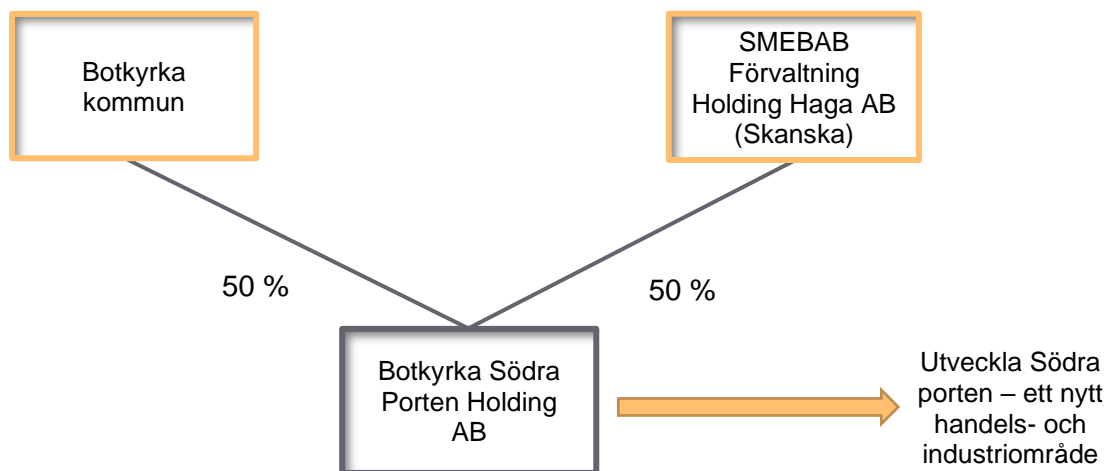 Botkyrka
kommun
SMEBAB
Förvaltning
Holding Haga AB
(Skanska)
50 %
50 %
Botkyrka Södra
Porten Holding
AB
Utveckla Södra
porten – ett nytt
handels- och
industriområde